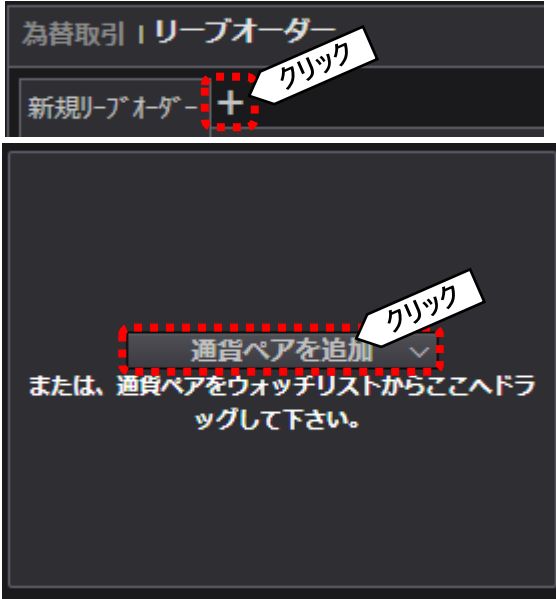 為替取引 | リーブオーダー
クリック
新規リーブオーダー +
クリック
通貨ペアを追加
または、通貨ペアをウォッチリストからここへドラ
ッグして下さい。